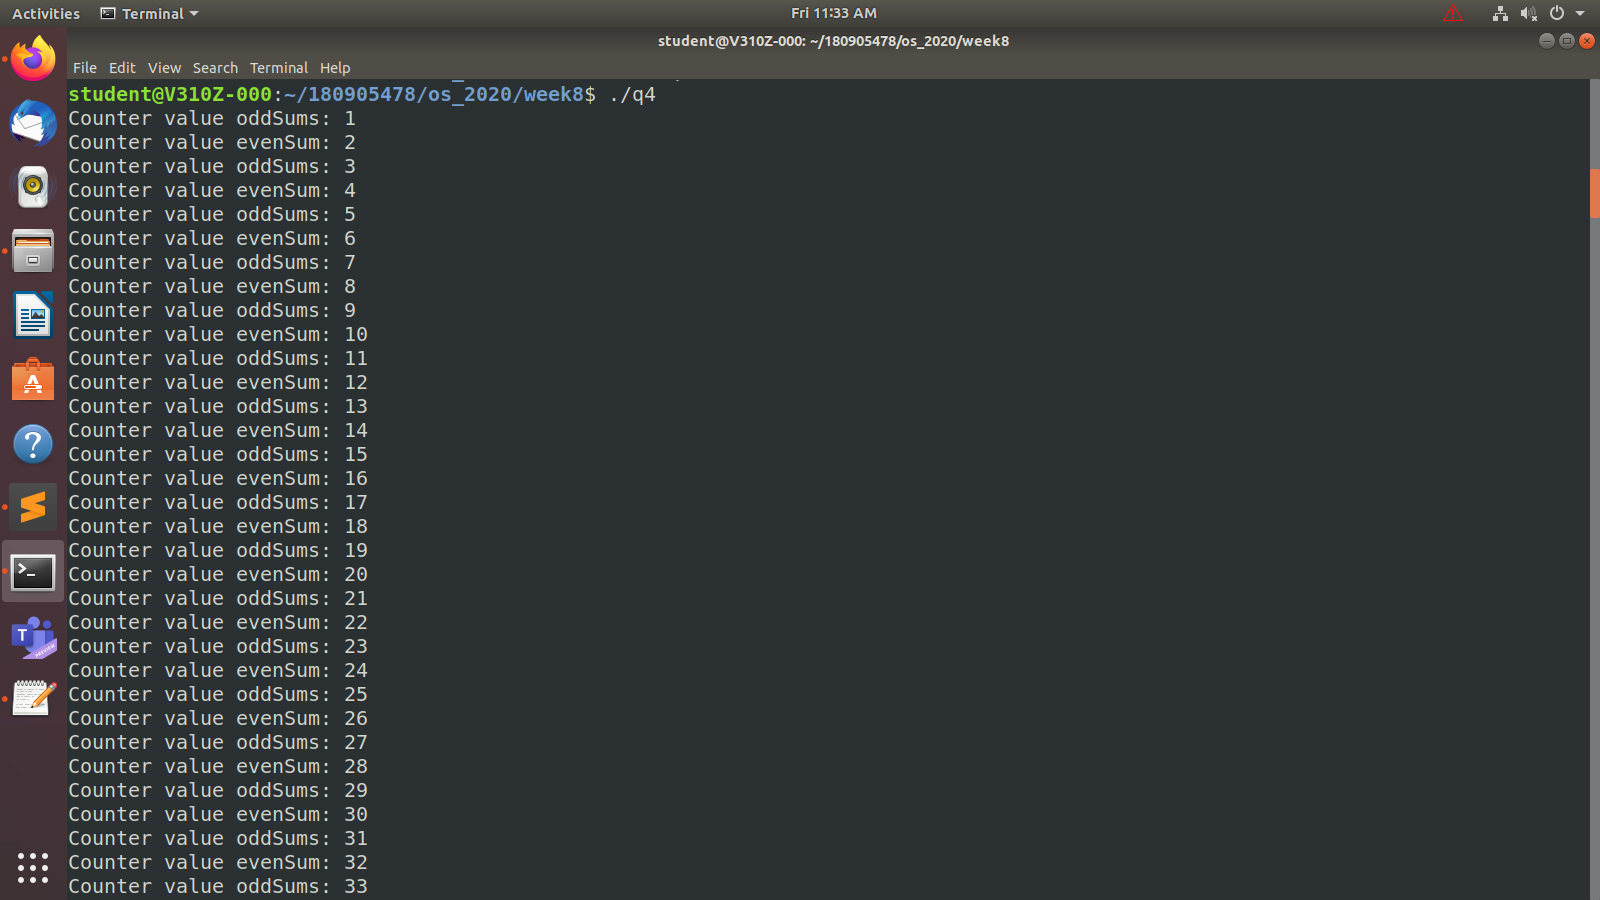 Activities Terminal Fri 11:33 AM
student@V310Z-000: ~/180905478/os_2020/week8
File Edit View Search Terminal Help
student@V310Z-000:~/180905478/os_2020/week8$ ./q4
Counter value oddSums: 1
Counter value evenSum: 2
Counter value oddSums: 3
Counter value evenSum: 4
Counter value oddSums: 5
Counter value evenSum: 6
Counter value oddSums: 7
Counter value evenSum: 8
Counter value oddSums: 9
Counter value evenSum: 10
Counter value oddSums: 11
Counter value evenSum: 12
Counter value oddSums: 13
Counter value evenSum: 14
Counter value oddSums: 15
Counter value evenSum: 16
Counter value oddSums: 17
Counter value evenSum: 18
Counter value oddSums: 19
Counter value evenSum: 20
Counter value oddSums: 21
Counter value evenSum: 22
Counter value oddSums: 23
Counter value evenSum: 24
Counter value oddSums: 25
Counter value evenSum: 26
Counter value oddSums: 27
Counter value evenSum: 28
Counter value oddSums: 29
Counter value evenSum: 30
Counter value oddSums: 31
Counter value evenSum: 32
Counter value oddSums: 33